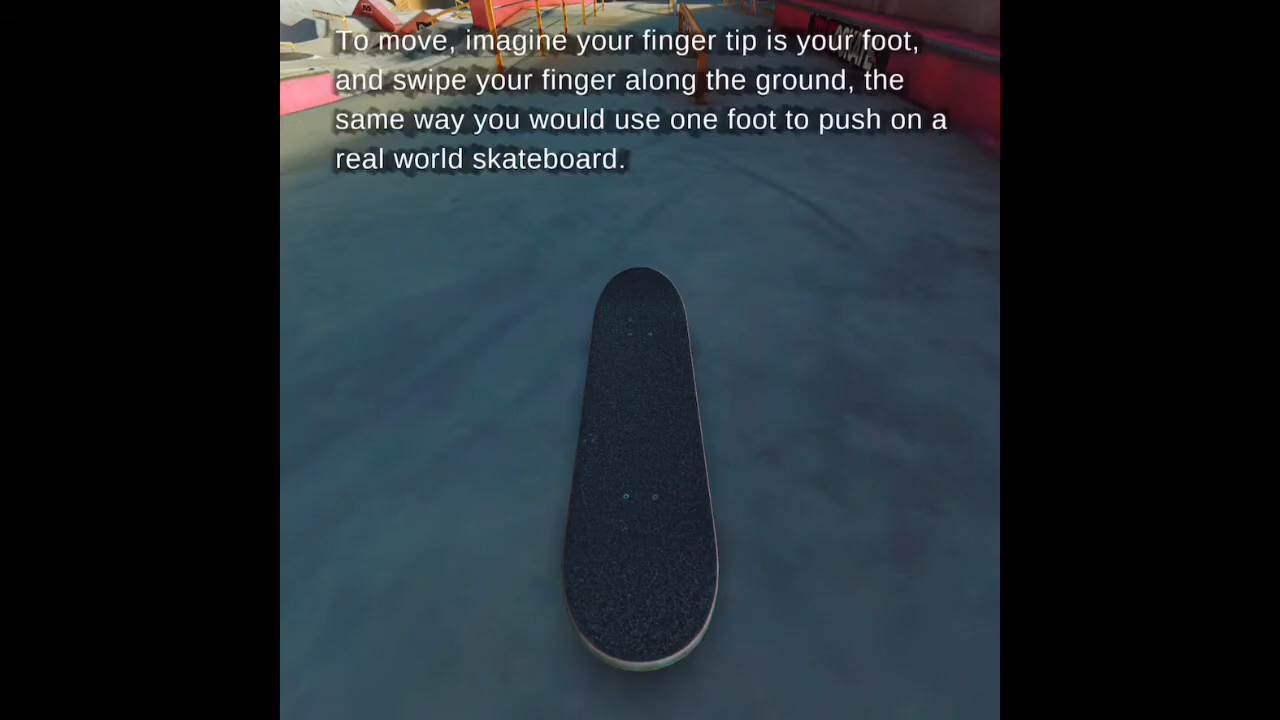 To move, imagine your finger tip is your foot,
and swipe your finger along the ground, the
same way you would use one foot to push on a
real world skateboard.